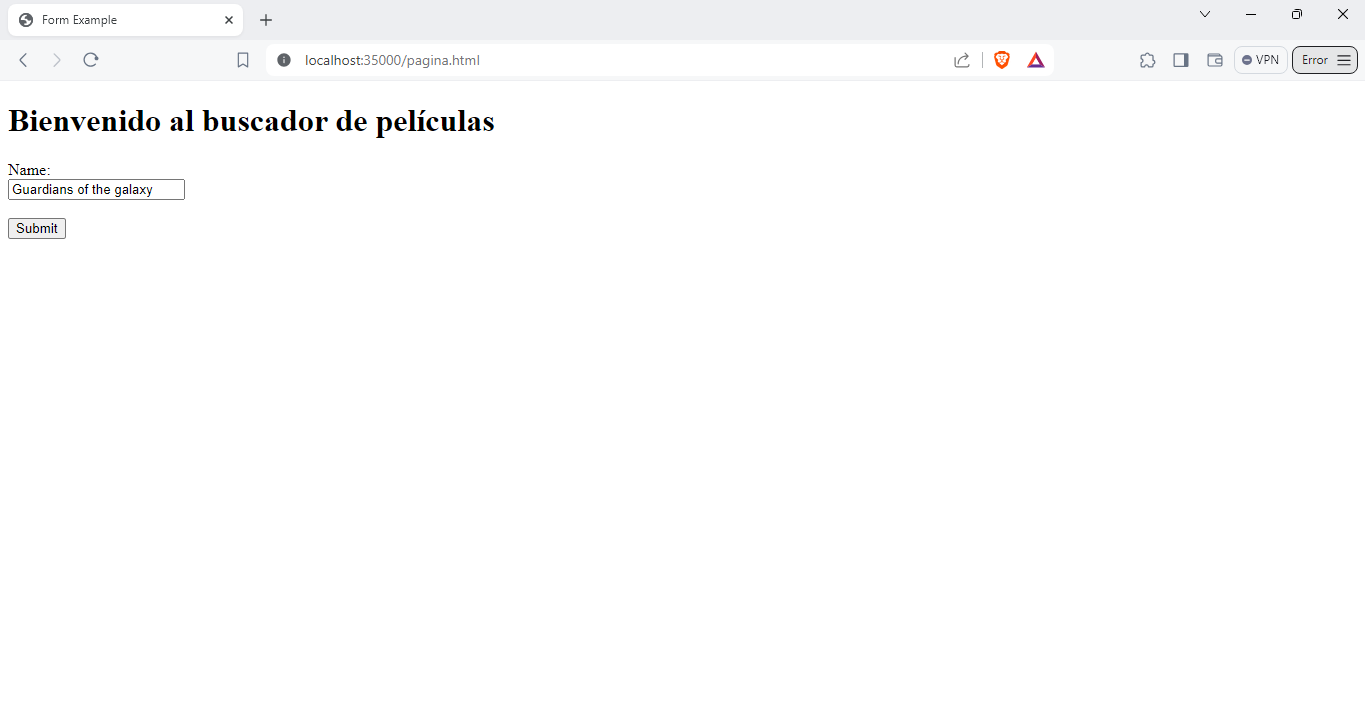 Form Example
localhost:35000/pagina.html
VPN
Error
Bienvenido al buscador de películas
Name:
Guardians of the galaxy
Submit